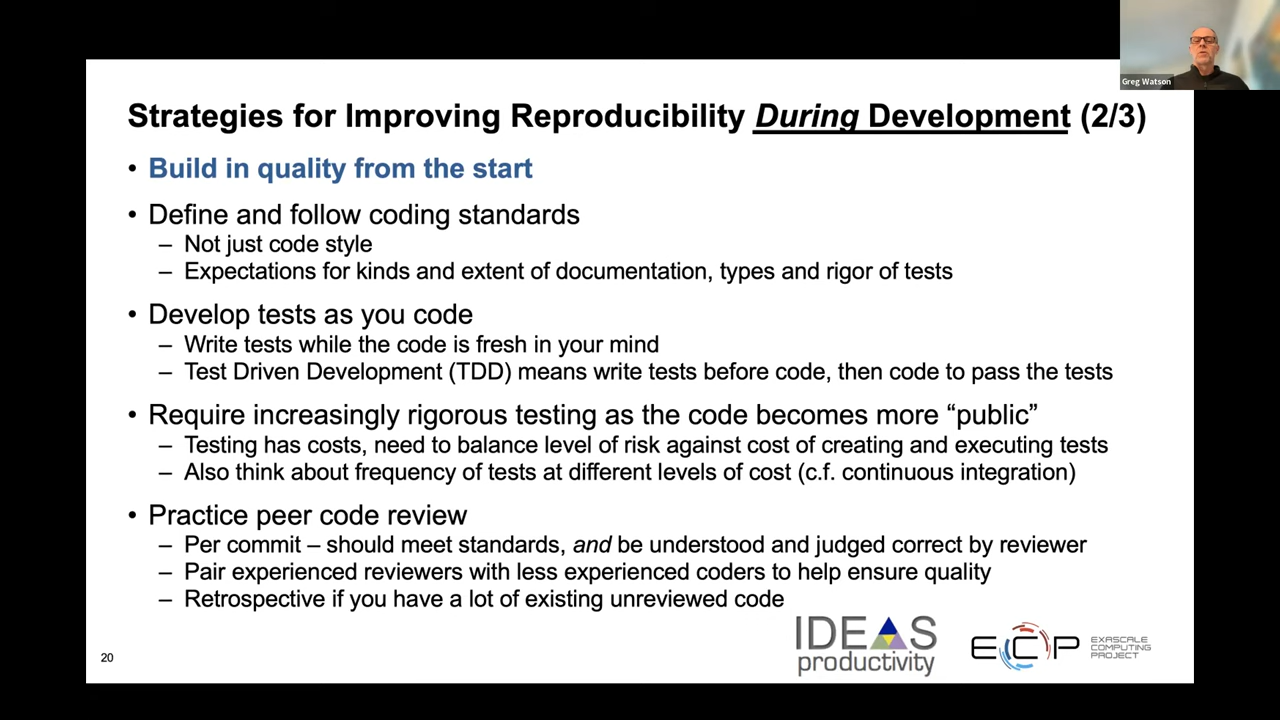 Greg Watson
Strategies for Improving Reproducibility During Development (2/3)
• Build in quality from the start
• Define and follow coding standards
– Not just code style
– Expectations for kinds and extent of documentation, types and rigor of tests
• Develop tests as you code
– Write tests while the code is fresh in your mind
– Test Driven Development (TDD) means write tests before code, then code to pass the tests
• Require increasingly rigorous testing as the code becomes more “public”
– Testing has costs, need to balance level of risk against cost of creating and executing tests
– Also think about frequency of tests at different levels of cost (c.f. continuous integration)
• Practice peer code review
– Per commit – should meet standards, and be understood and judged correct by reviewer
– Pair experienced reviewers with less experienced coders to help ensure quality
– Retrospective if you have a lot of existing unreviewed code
20
IDEAS
productivity
ECP
EXASCALE
COMPUTING
PROJECT